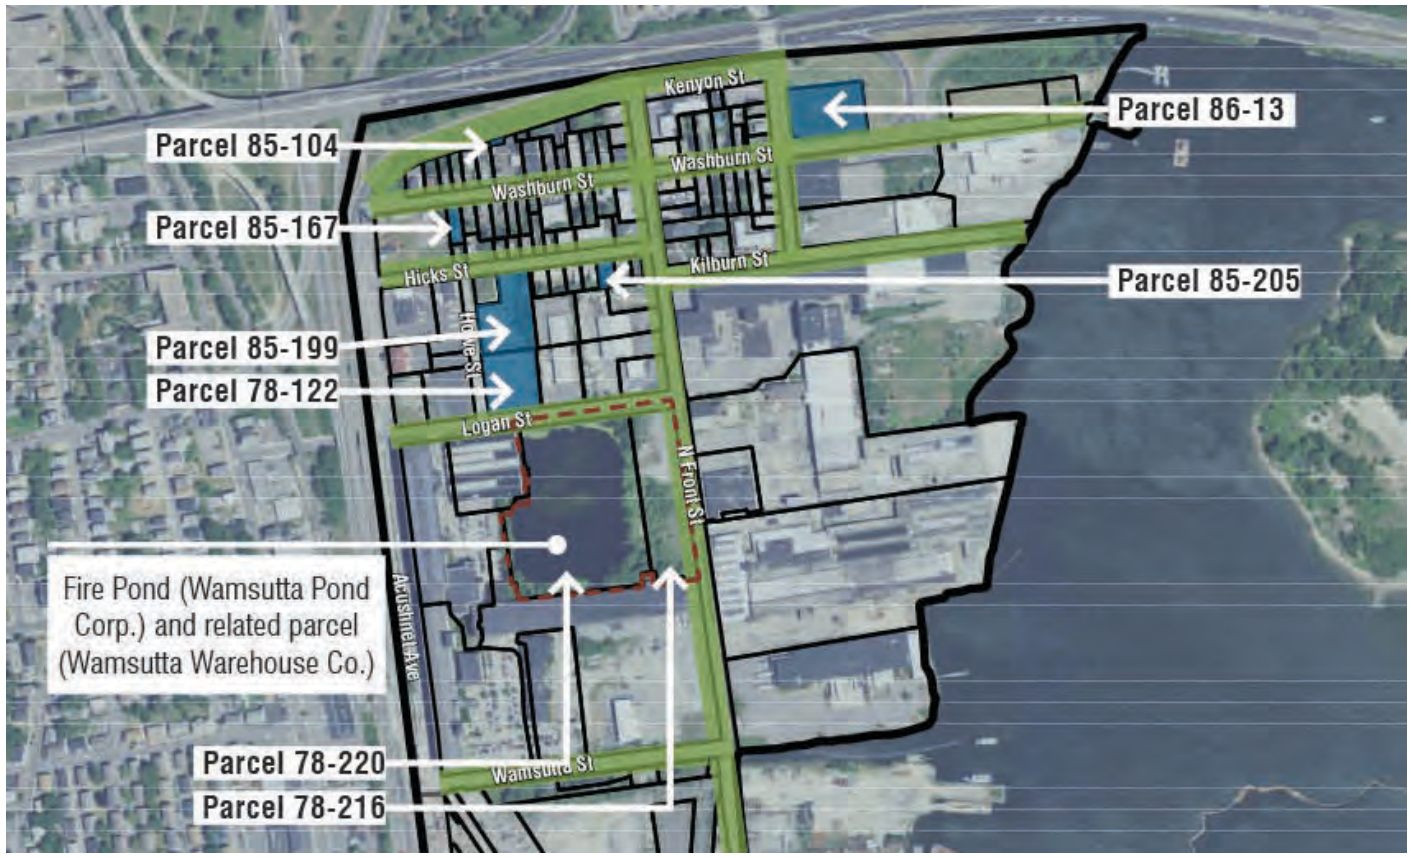 Kenyon St
Parcel 86-13
Parcel 85-104
Washburn St
Washburn St
Parcel 85-167
Hicks St
Kilburn St
Parcel 85-205
Howe St
Parcel 85-199
Parcel 78-122
Logan St
N Front St
Fire Pond (Wamsutta Pond
Corp.) and related parcel
(Wamsutta Warehouse Co.)
Acushnet Ave
Parcel 78-220
Wamsutta St
Parcel 78-216